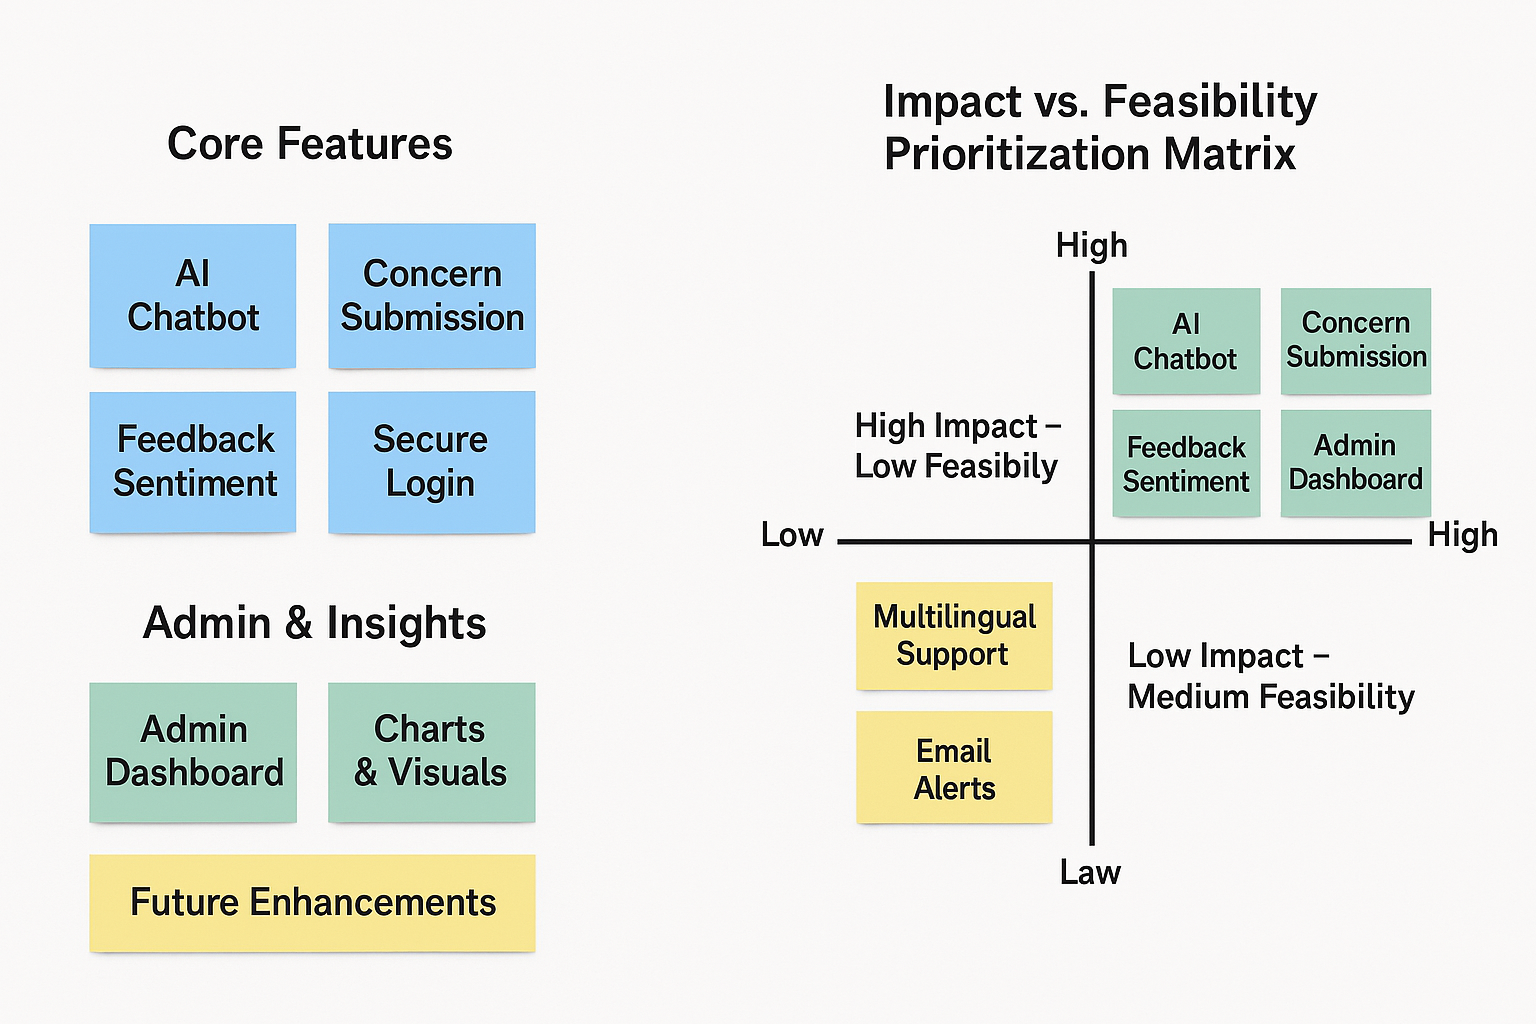 Core Features
AI
Chatbot
Concern
Submission
Feedback
Sentiment
Secure
Login
Admin & Insights
Admin
Dashboard
Charts
& Visuals
Future Enhancements
Impact vs. Feasibility
Prioritization Matrix
High
AI
Chatbot
Concern
Submission
High Impact –
Low Feasibily
Feedback
Sentiment
Admin
Dashboard
Low
High
Multilingual
Support
Low Impact –
Medium Feasibility
Email
Alerts
Law